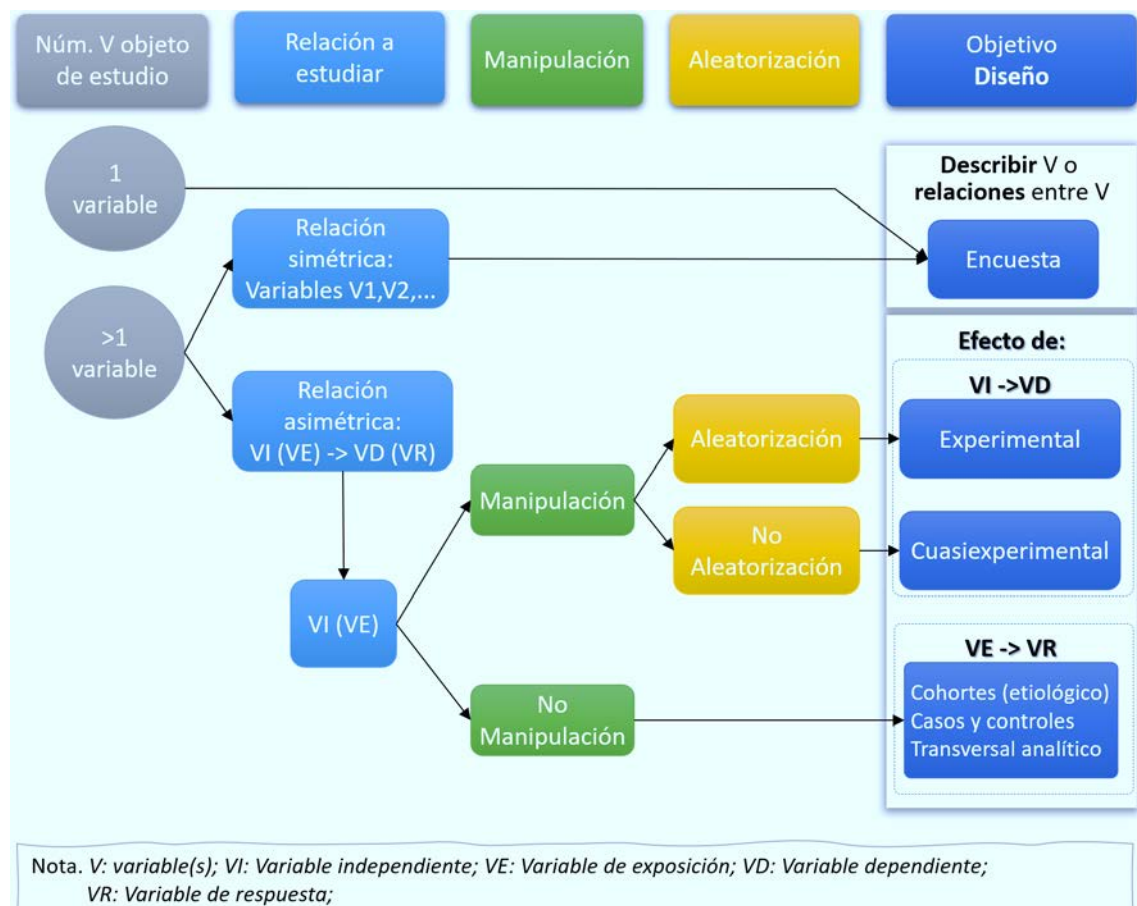 Núm. V objeto
de estudio
Relación a
estudiar
Manipulación
Aleatorización
Objetivo
Diseño
1
variable
Describir V o
relaciones entre V
Relación
simétrica:
Variables V1,V2,...
Encuesta
>1
variable
Efecto de:
Relación
asimétrica:
VI (VE) -> VD (VR)
VI ->VD
Aleatorización
Experimental
Manipulación
No
Aleatorización
Cuasiexperimental
VI (VE)
VE -> VR
No
Manipulación
Cohortes (etiológico)
Casos y controles
Transversal analítico
Nota. V: variable(s); VI: Variable independiente; VE: Variable de exposición; VD: Variable dependiente;
VR: Variable de respuesta;